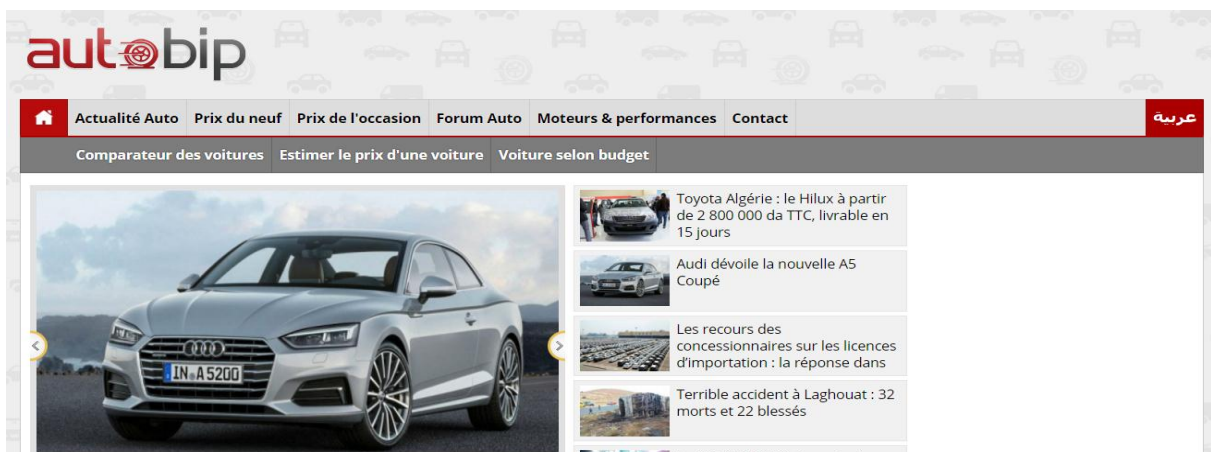 autobip
Actualité Auto Prix du neuf Prix de l'occasion Forum Auto Moteurs & performances Contact عربية
Comparateur des voitures Estimer le prix d'une voiture Voiture selon budget
IN A 5200
Toyota Algérie : le Hilux à partir
de 2 800 000 da TTC, livrable en
15 jours
Audi dévoile la nouvelle A5
Coupé
Les recours des
concessionnaires sur les licences
d'importation : la réponse dans
Terrible accident à Laghouat : 32
morts et 22 blessés